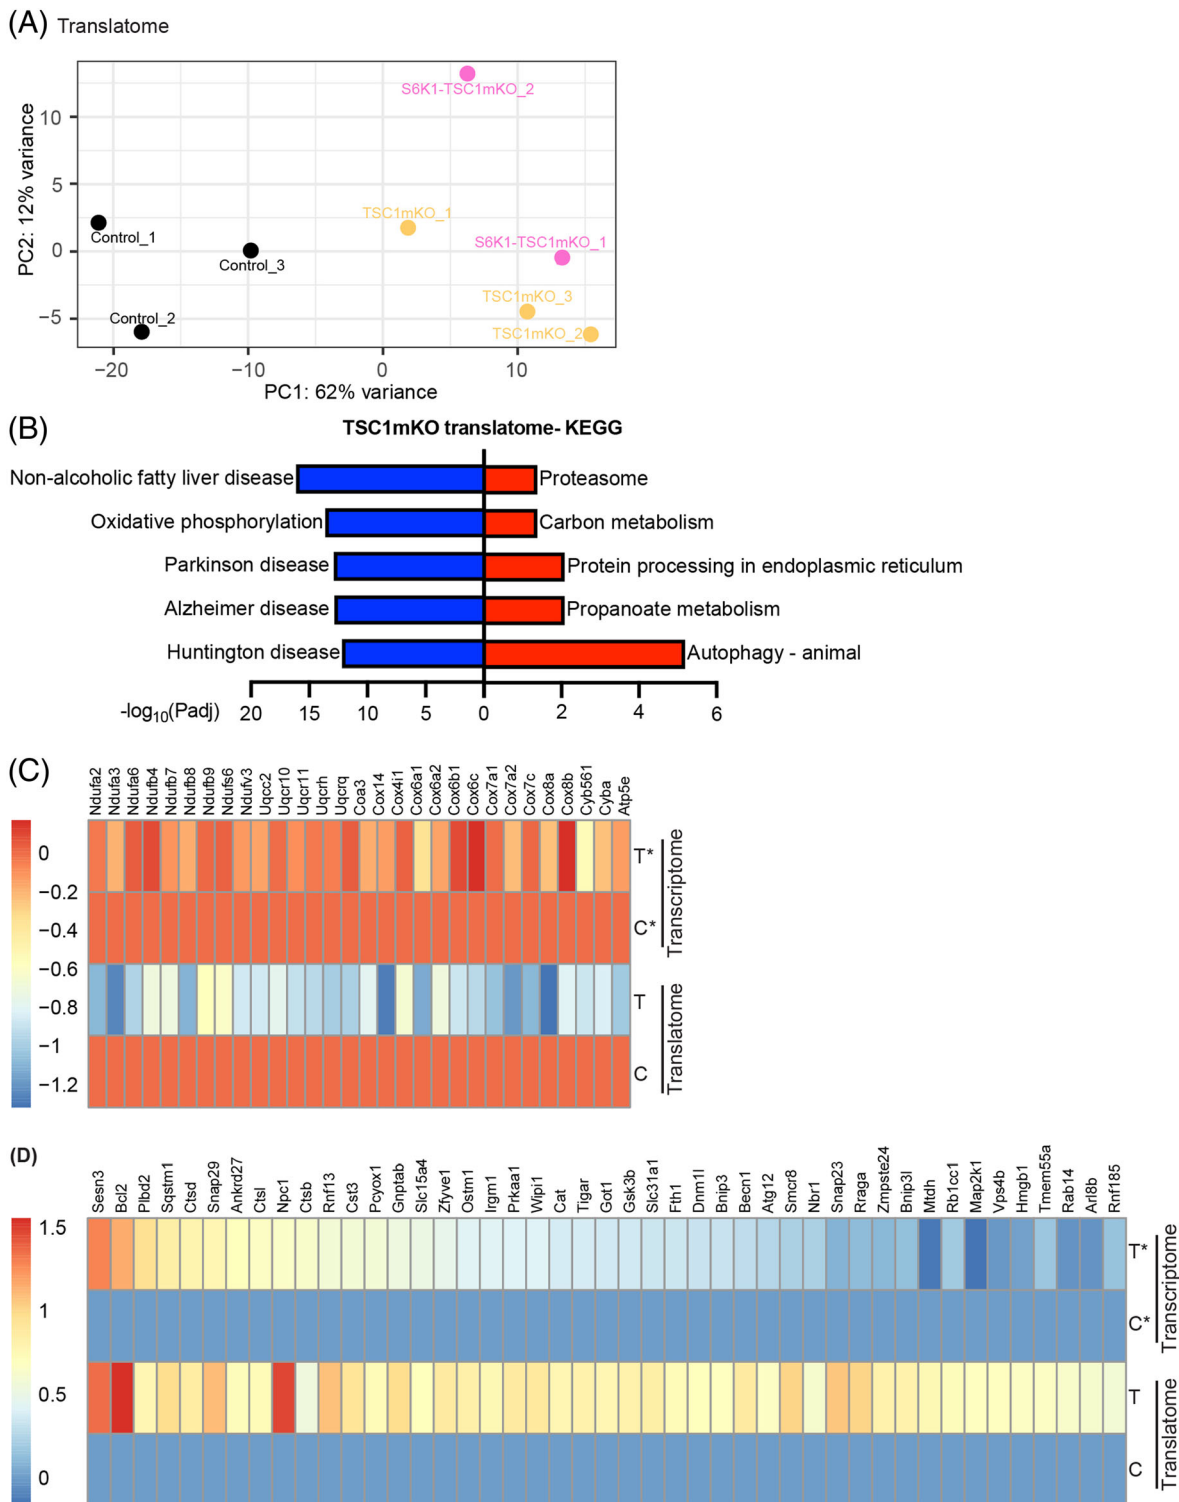 (A) Translatome
S6K1-TSC1mKO_2
TSC1mKO_1
Control_1
S6K1-TSC1mKO_1
Control_3
TSC1mKO_3
Control_2
TSC1mKO_2
PC2: 12% variance
10
5
0
−5
−20 −10 0 10
PC1: 62% variance
(B)
TSC1mKO translatome- KEGG
Non-alcoholic fatty liver disease Proteasome
Oxidative phosphorylation Carbon metabolism
Parkinson disease Protein processing in endoplasmic reticulum
Alzheimer disease Propanoate metabolism
Huntington disease Autophagy - animal
-log10(Padj) 20 15 10 5 0 2 4 6
(C)
Ndufa2 Ndufa3 Ndufa6 Ndufb4 Ndufb7 Ndufb8 Ndufb9 Ndufs6 Ndufv3 Uqcc2 Uqcr10 Uqcr11 Uqcrh Uqcrq Coa3 Cox14 Cox4i1 Cox6a1 Cox6a2 Cox6b1 Cox6c Cox7a1 Cox7a2 Cox7c Cox8a Cox8b Cyb561 Cyba Atp5e
0
−0.2
−0.4
−0.6
−0.8
−1
−1.2
T*
C*
Transcriptome
T
C
Translatome
(D)
Sesn3 Bcl2 Plbd2 Sqstm1 Ctsd Snap29 Ankrd27 Ctsl Npc1 Ctsb Rnf13 Cst3 Pcyox1 Gnptab Slc15a4 Zfyve1 Ostm1 Irgm1 Prkaa1 Wipi1 Cat Tigar Got1 Gsk3b Slc31a1 Fth1 Dnm1l Bnip3 Becn1 Atg12 Smcr8 Nbr1 Snap23 Rraga Zmpste24 Bnip3l Mtdh Rb1cc1 Map2k1 Vps4b Hmgb1 Tmem55a Rab14 Arl8b Rnf185
1.5
1
0.5
0
T*
C*
Transcriptome
T
C
Translatome